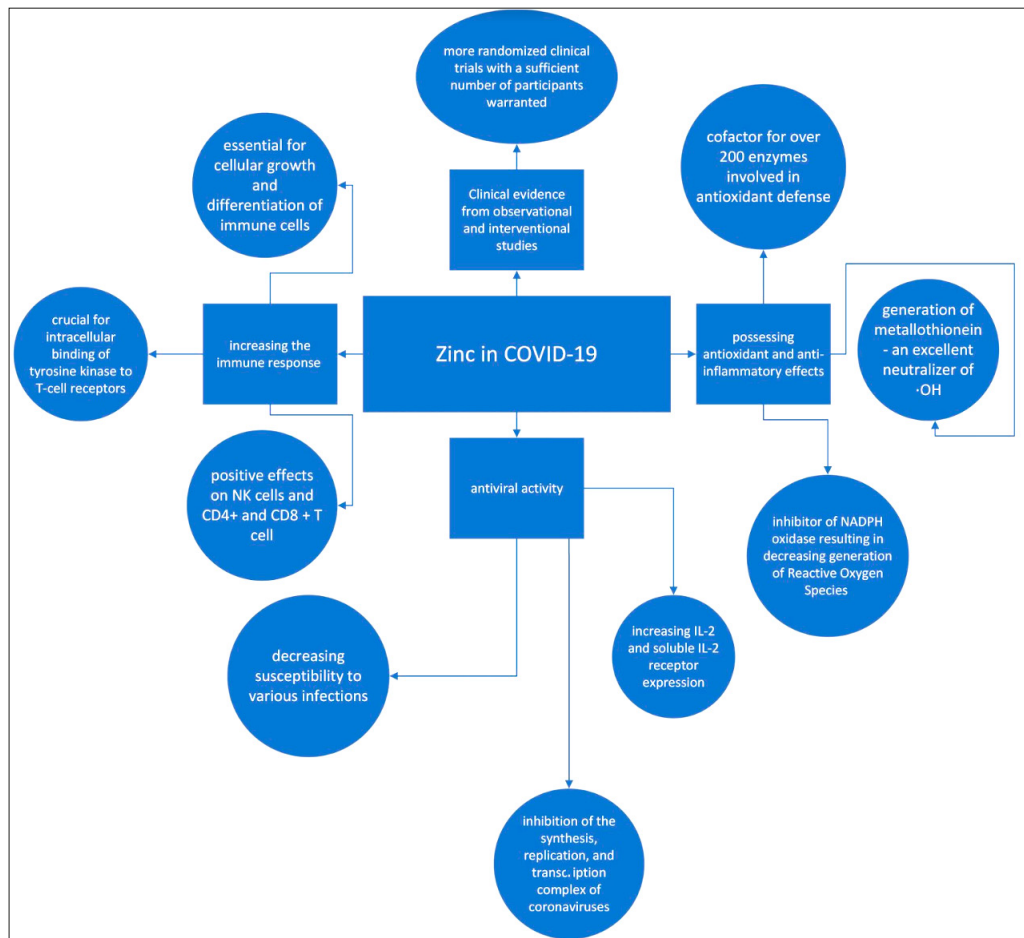 more randomized clinical
trials with a sufficient
number of participants
warranted
essential for
cellular growth
and
differentiation of
immune cells
Clinical evidence
from observational
and interventional
studies
cofactor for over
200 enzymes
involved in
antioxidant defense
crucial for
intracellular
binding of
tyrosine kinase to
T-cell receptors
increasing the
immune response
Zinc in COVID-19
possessing
antioxidant and anti-
inflammatory effects
generation of
metallothionein
- an excellent
neutralizer of
·OH
positive effects
on NK cells and
CD4+ and CD8 + T
cell
antiviral activity
inhibitor of NADPH
oxidase resulting in
decreasing generation
of Reactive Oxygen
Species
decreasing
susceptibility to
various infections
increasing IL-2
and soluble IL-2
receptor
expression
inhibition of the
synthesis,
replication, and
transcription
complex of
coronaviruses